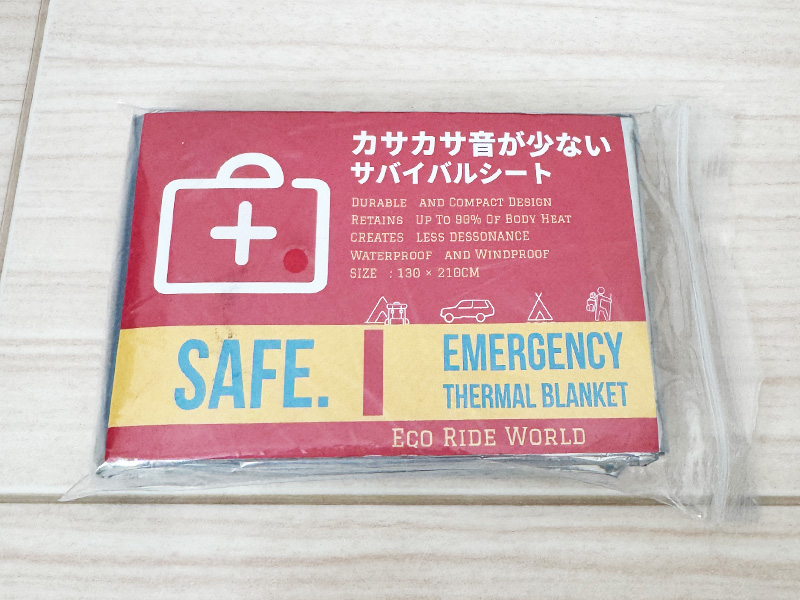 カサカサ音が少ない
サバイバルシート
DURABLE AND COMPACT DESIGN
RETAINS UP TO 90% OF BODY HEAT
CREATES LESS DESSONANCE
WATERPROOF AND WINDPROOF
SIZE : 130 × 210CM
SAFE.
EMERGENCY
THERMAL BLANKET
ECO RIDE WORLD